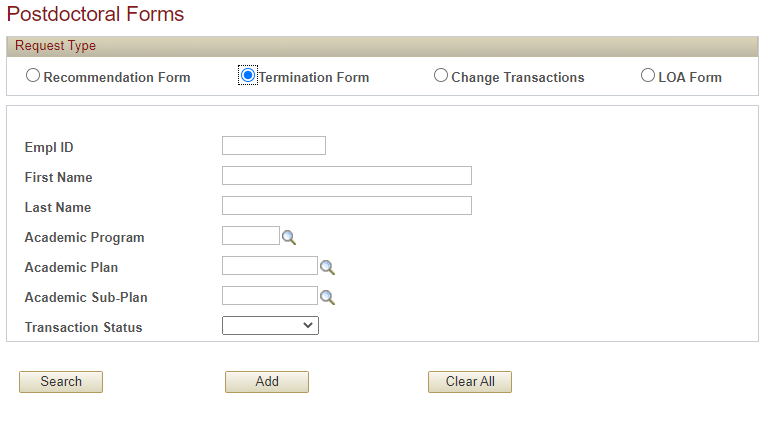 Postdoctoral Forms
Request Type
Recommendation Form Termination Form Change Transactions LOA Form
Empl ID
First Name
Last Name
Academic Program
Academic Plan
Academic Sub-Plan
Transaction Status
Search Add Clear All